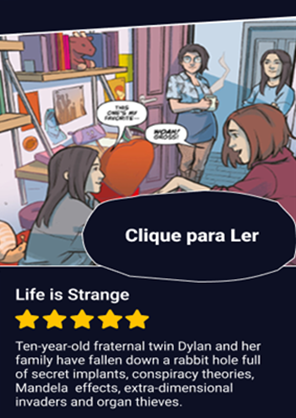 THIS
ONE'S MY
FAVORITE--
WOAH!
GROSS!
Clique para Ler
Life is Strange
Ten-year-old fraternal twin Dylan and her
family have fallen down a rabbit hole full
of secret implants, conspiracy theories,
Mandela effects, extra-dimensional
invaders and organ thieves.